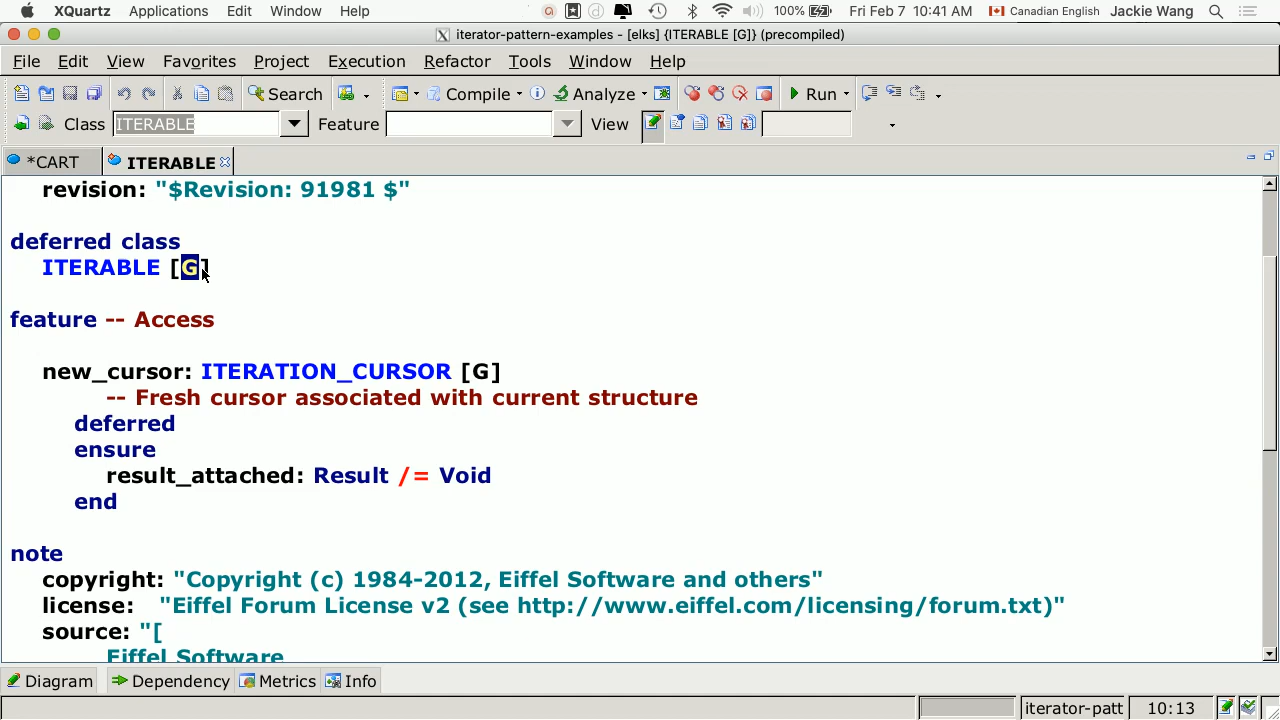 XQuartz Applications Edit Window Help 100% Fri Feb 7 10:41 AM Canadian English Jackie Wang
iterator-pattern-examples - [elks] {ITERABLE [G]} (precompiled)
File Edit View Favorites Project Execution Refactor Tools Window Help
Search Compile Analyze Run
Class ITERABLE Feature View
*CART ITERABLE
revision: "$Revision: 91981 $"
deferred class
ITERABLE [G]
feature -- Access
new_cursor: ITERATION_CURSOR [G]
-- Fresh cursor associated with current structure
deferred
ensure
result_attached: Result /= Void
end
note
copyright: "Copyright (c) 1984-2012, Eiffel Software and others"
license: "Eiffel Forum License v2 (see http://www.eiffel.com/licensing/forum.txt)"
source: "[
Eiffel Software
Diagram Dependency Metrics Info
iterator-patt 10:13